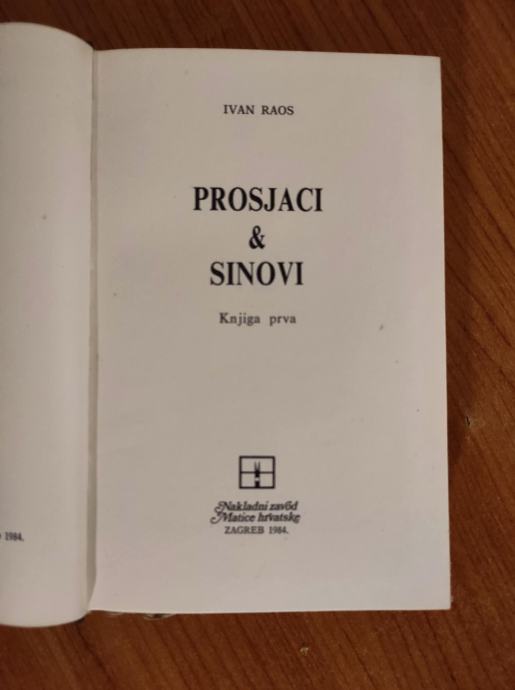 IVAN RAOS
PROSJACI
&
SINOVI
Knjiga prva
Nakladni zavod
Matice hrvatske
ZAGREB 1984.
1984.